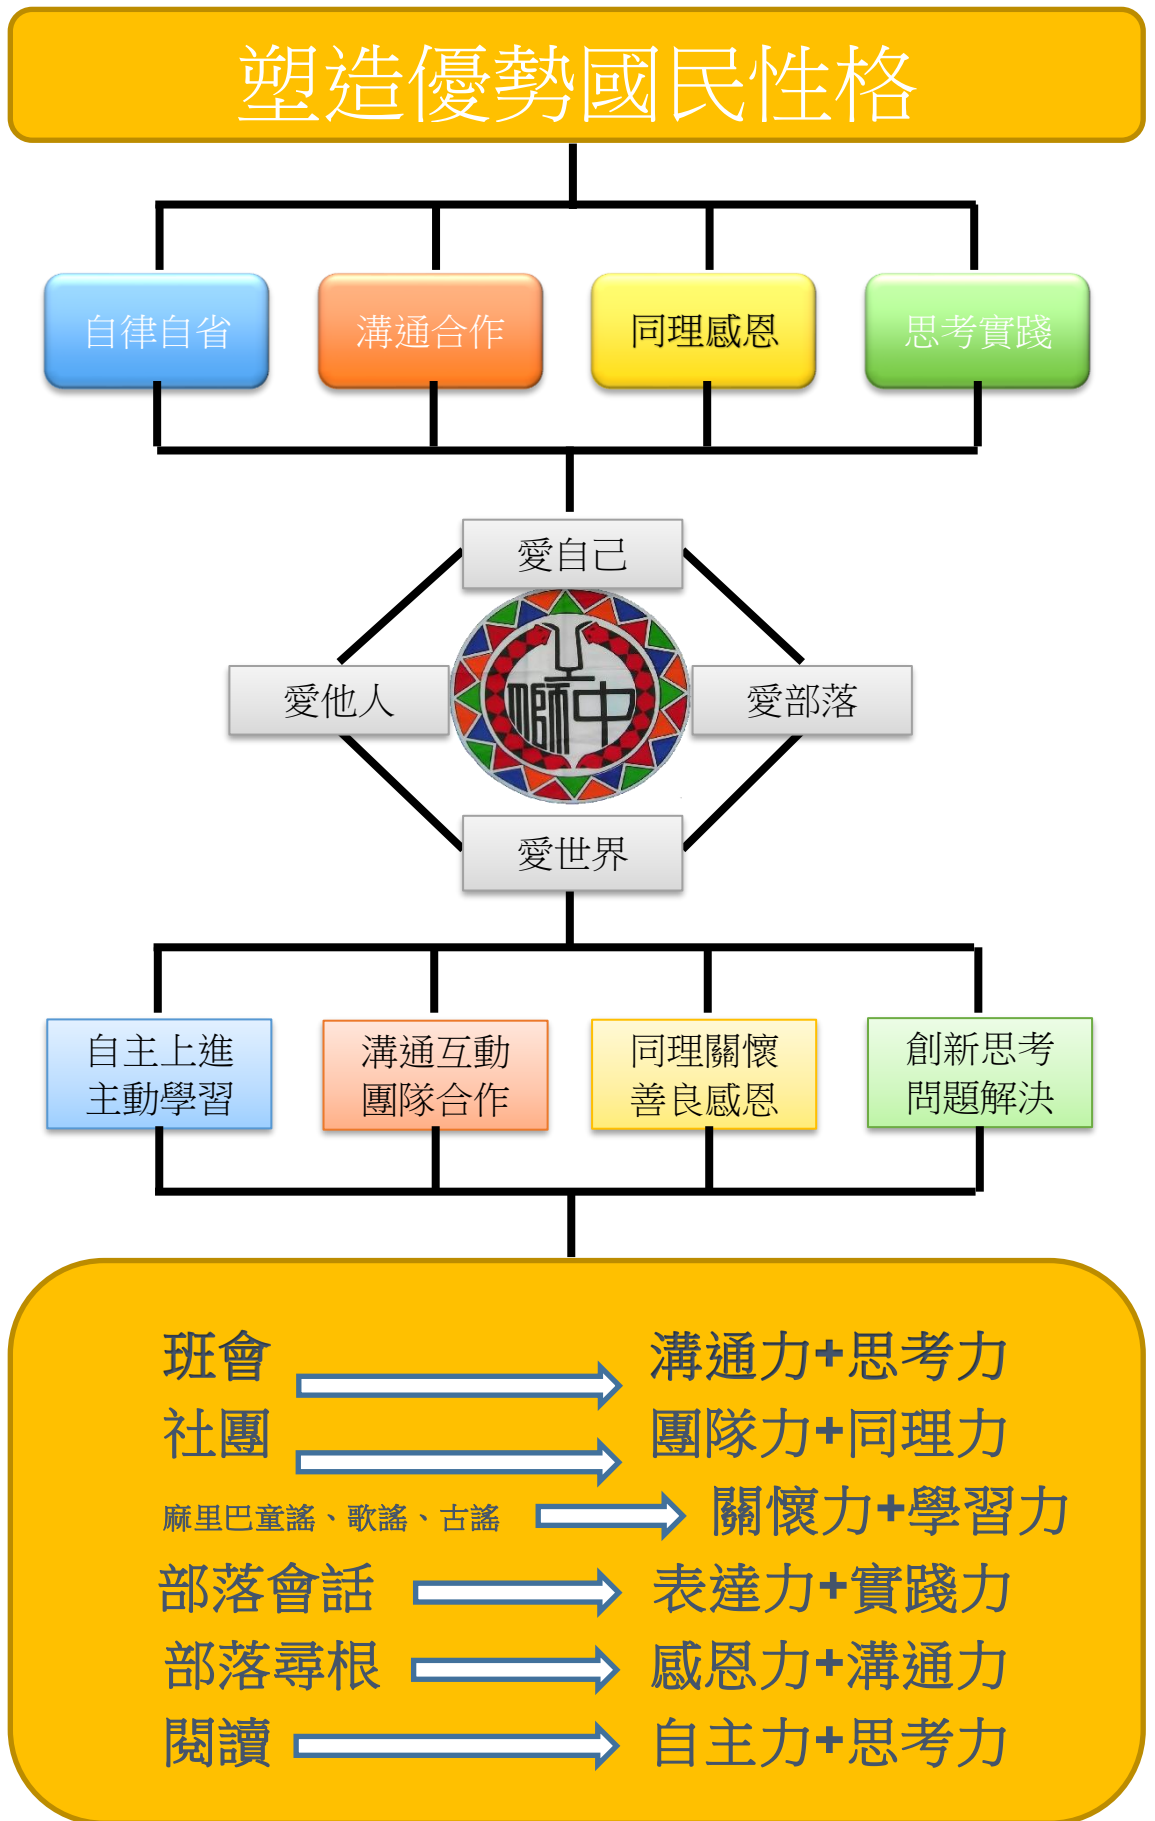 塑造優勢國民性格
自律自省
溝通合作
同理感恩
思考實踐
愛自己
愛他人
獅中
愛部落
愛世界
自主上進
主動學習
溝通互動
團隊合作
同理關懷
善良感恩
創新思考
問題解決
班會 溝通力+思考力
社團 團隊力+同理力
麻里巴童謠、歌謠、古謠 關懷力+學習力
部落會話 表達力+實踐力
部落尋根 感恩力+溝通力
閱讀 自主力+思考力